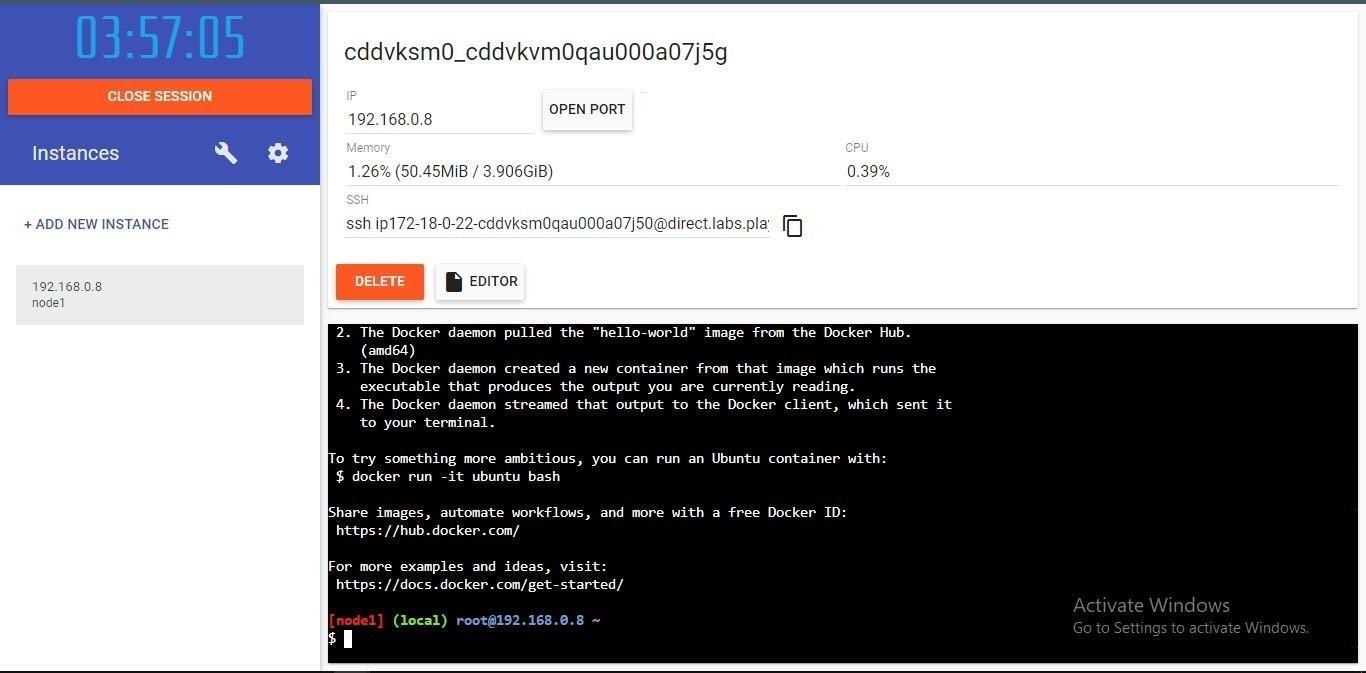 03:57:05
CLOSE SESSION
Instances
+ ADD NEW INSTANCE
192.168.0.8
node1
cddvksm0_cddvkvm0qau000a07j5g
IP
192.168.0.8
OPEN PORT
Memory
1.26% (50.45MiB / 3.906GiB)
CPU
0.39%
SSH
ssh ip172-18-0-22-cddvksm0qau000a07j50@direct.labs.pla
DELETE
EDITOR
2. The Docker daemon pulled the "hello-world" image from the Docker Hub.
(amd64)
3. The Docker daemon created a new container from that image which runs the
executable that produces the output you are currently reading.
4. The Docker daemon streamed that output to the Docker client, which sent it
to your terminal.
To try something more ambitious, you can run an Ubuntu container with:
$ docker run -it ubuntu bash
Share images, automate workflows, and more with a free Docker ID:
https://hub.docker.com/
For more examples and ideas, visit:
https://docs.docker.com/get-started/
[node1] (local) root@192.168.0.8 ~
$
Activate Windows
Go to Settings to activate Windows.